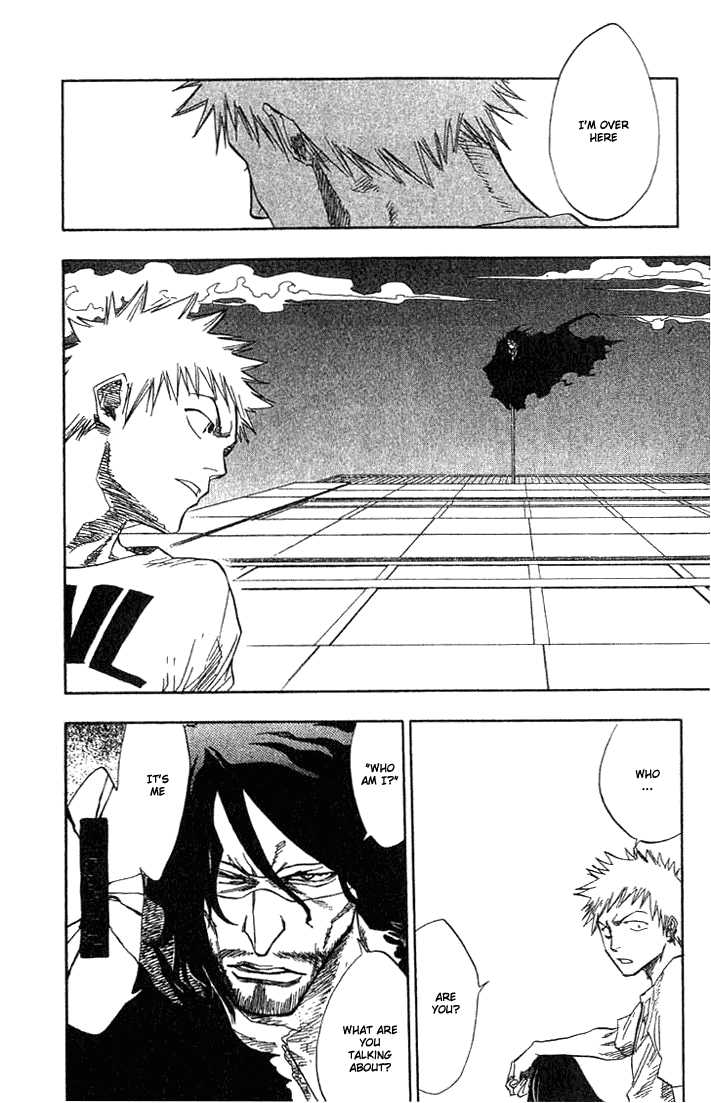 I'M OVER
HERE
WHO
...
ARE
YOU?
"WHO
AM I?"
WHAT ARE
YOU
TALKING
ABOUT?
IT'S
ME